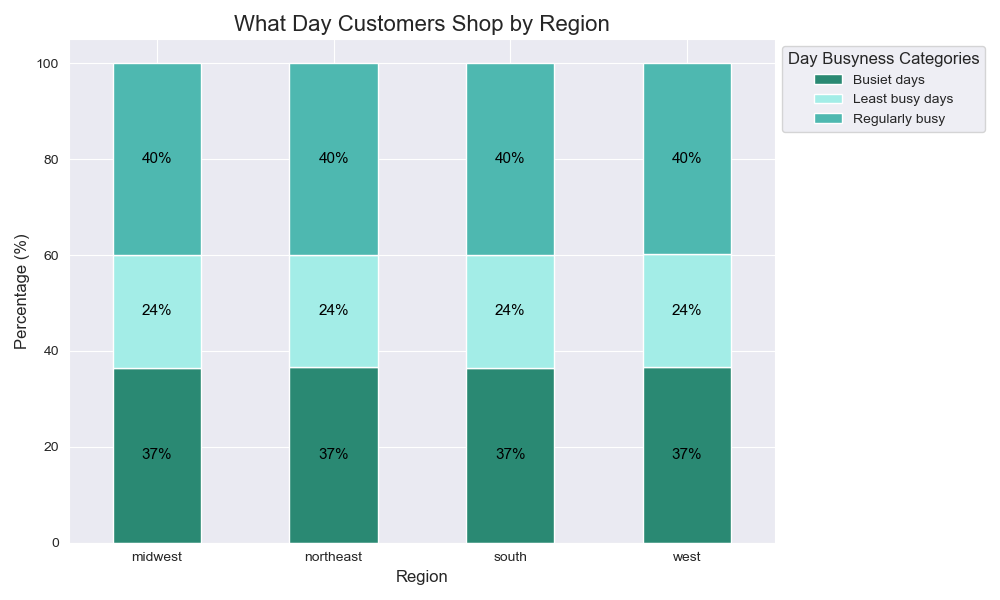 What Day Customers Shop by Region
Day Busyness Categories
Busiet days
Least busy days
Regularly busy
Percentage (%)
100
80
60
40
20
0
40% 40% 40% 40%
24% 24% 24% 24%
37% 37% 37% 37%
midwest northeast south west
Region